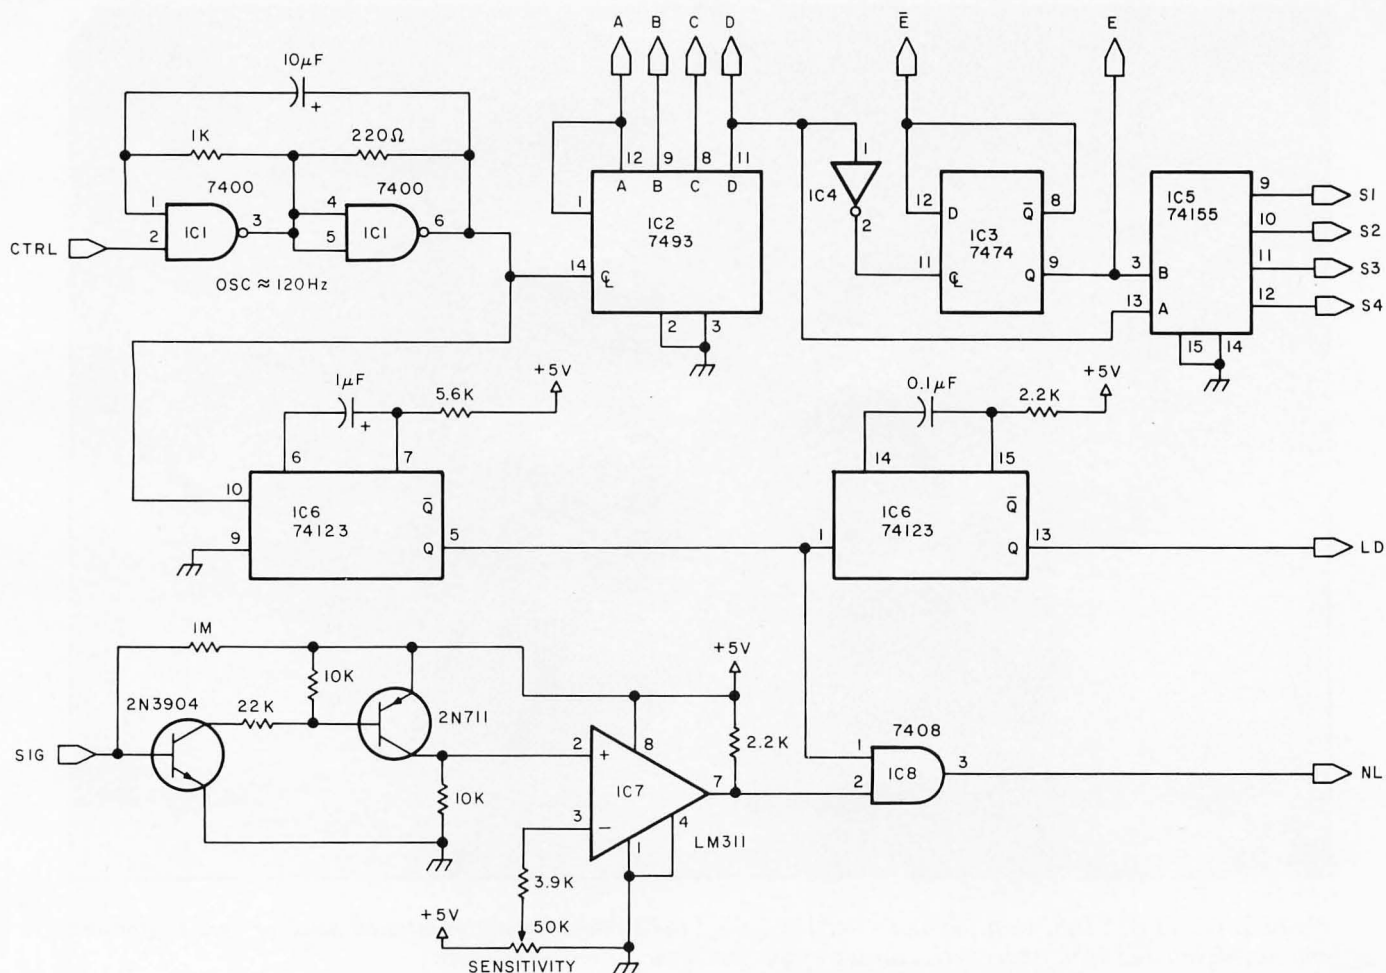 A B C D E̅ E
10µF
1K 220Ω
7400 7400
1 2 IC1 3 4 5 IC1 6
CTRL
OSC ≈ 120Hz
12 9 8 11
A B C D
1
IC2
7493
14 C̵L
2 3
1
IC4
2
12 D Q̅ 8
IC3
7474
11 C̵L Q 9
IC5
74155
3 B
13 A
9 S1
10 S2
11 S3
12 S4
15 14
1µF 5.6K +5V
6 7
10
IC6
74123
Q̅
9 Q 5
0.1µF 2.2K +5V
14 15
IC6
74123
Q̅
1 Q 13 LD
1M
10K
2N3904 22K 2N711
SIG
10K
+5V
2.2K
2 + 8
IC7 7
3 − 4
1 LM311
3.9K
+5V 50K
SENSITIVITY
7408
1 2 IC8 3 NL